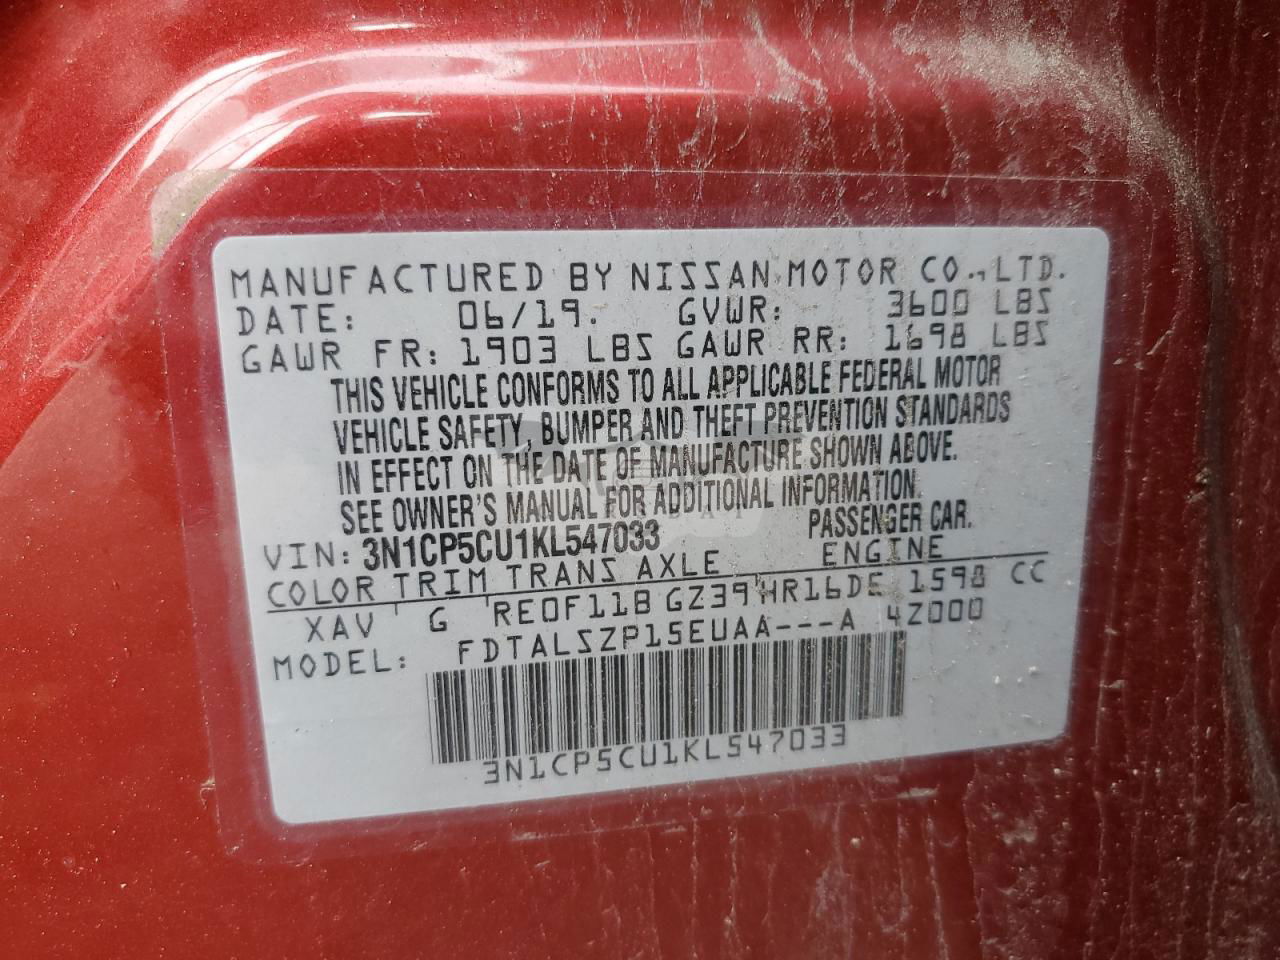 MANUFACTURED BY NISSAN MOTOR CO., LTD.
DATE: 06/19. GVWR: 3600 LBS
GAWR FR: 1903 LBS GAWR RR: 1698 LBS
THIS VEHICLE CONFORMS TO ALL APPLICABLE FEDERAL MOTOR
VEHICLE SAFETY, BUMPER AND THEFT PREVENTION STANDARDS
IN EFFECT ON THE DATE OF MANUFACTURE SHOWN ABOVE.
SEE OWNER'S MANUAL FOR ADDITIONAL INFORMATION.
VIN: 3N1CP5CU1KL547033 PASSENGER CAR.
COLOR TRIM TRANS AXLE ENGINE
XAV G RE0F11B GZ39 HR16DE 1598 CC
MODEL: FDTALSZP15EUAA---A 4Z000
3N1CP5CU1KL547033